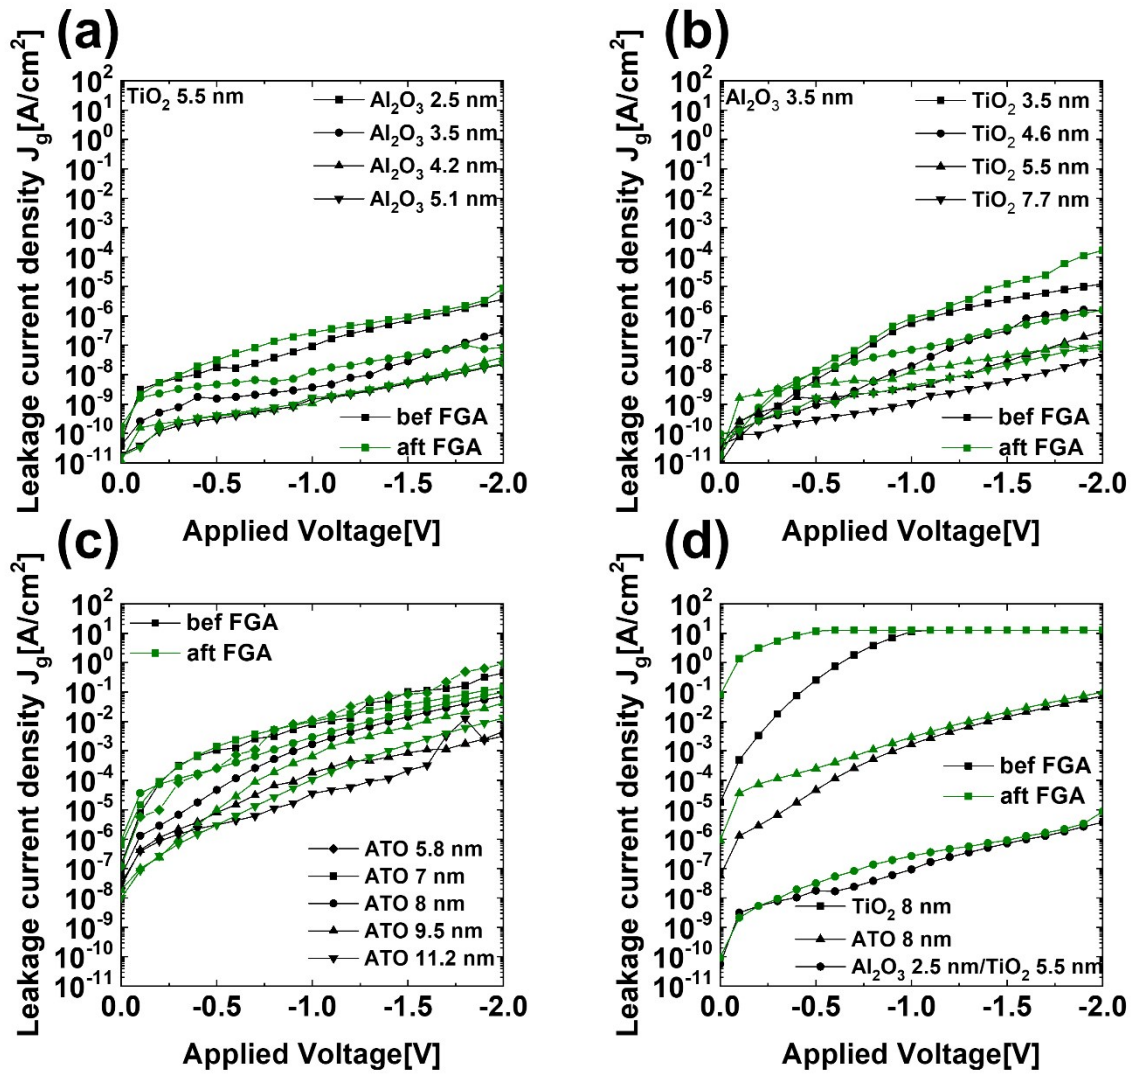 (a)
Leakage current density J₉[A/cm²]
TiO₂ 5.5 nm
Al₂O₃ 2.5 nm
Al₂O₃ 3.5 nm
Al₂O₃ 4.2 nm
Al₂O₃ 5.1 nm
bef FGA
aft FGA
10²
10¹
10⁰
10⁻¹
10⁻²
10⁻³
10⁻⁴
10⁻⁵
10⁻⁶
10⁻⁷
10⁻⁸
10⁻⁹
10⁻¹⁰
10⁻¹¹
0.0 -0.5 -1.0 -1.5 -2.0
Applied Voltage[V]
(b)
Leakage current density J_g[A/cm²]
Al₂O₃ 3.5 nm
TiO₂ 3.5 nm
TiO₂ 4.6 nm
TiO₂ 5.5 nm
TiO₂ 7.7 nm
bef FGA
aft FGA
10²
10¹
10⁰
10⁻¹
10⁻²
10⁻³
10⁻⁴
10⁻⁵
10⁻⁶
10⁻⁷
10⁻⁸
10⁻⁹
10⁻¹⁰
10⁻¹¹
0.0 -0.5 -1.0 -1.5 -2.0
Applied Voltage[V]
(c)
Leakage current density J_g[A/cm²]
bef FGA
aft FGA
ATO 5.8 nm
ATO 7 nm
ATO 8 nm
ATO 9.5 nm
ATO 11.2 nm
10²
10¹
10⁰
10⁻¹
10⁻²
10⁻³
10⁻⁴
10⁻⁵
10⁻⁶
10⁻⁷
10⁻⁸
10⁻⁹
10⁻¹⁰
10⁻¹¹
0.0 -0.5 -1.0 -1.5 -2.0
Applied Voltage[V]
(d)
Leakage current density J_g[A/cm²]
bef FGA
aft FGA
TiO₂ 8 nm
ATO 8 nm
Al₂O₃ 2.5 nm/TiO₂ 5.5 nm
10²
10¹
10⁰
10⁻¹
10⁻²
10⁻³
10⁻⁴
10⁻⁵
10⁻⁶
10⁻⁷
10⁻⁸
10⁻⁹
10⁻¹⁰
10⁻¹¹
0.0 -0.5 -1.0 -1.5 -2.0
Applied Voltage[V]